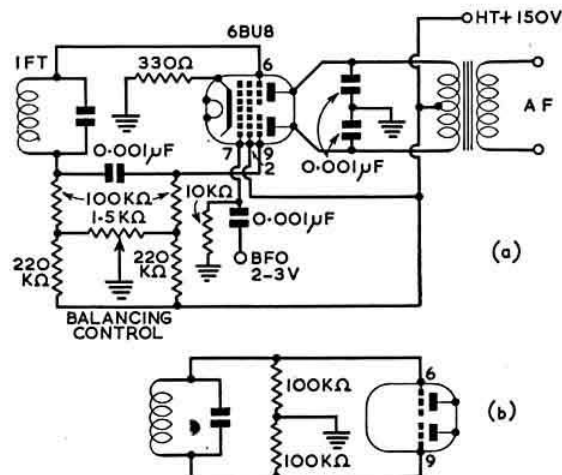 6BU8
HT+150V
1FT
330Ω
6
AF
0.001µF
7
9
2
0.001µF
100KΩ
10KΩ
1.5KΩ
0.001µF
220
KΩ
220
KΩ
BFO
2-3V
(a)
BALANCING
CONTROL
6
100KΩ
(b)
100KΩ
9